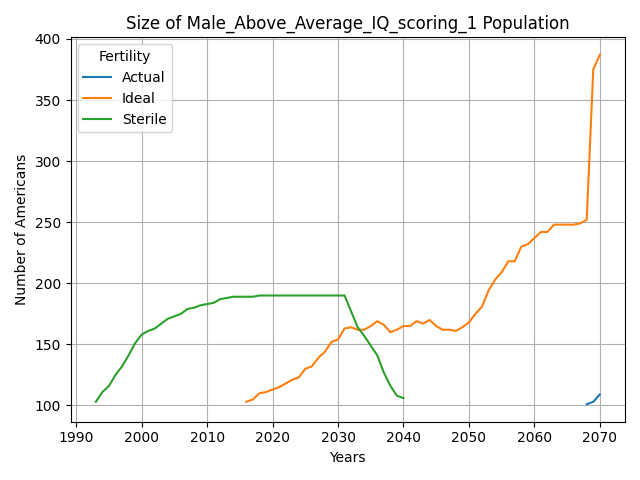 Size of Male_Above_Average_IQ_scoring_1 Population
400
350
300
250
200
150
100
Number of Americans
Fertility
Actual
Ideal
Sterile
1990 2000 2010 2020 2030 2040 2050 2060 2070
Years